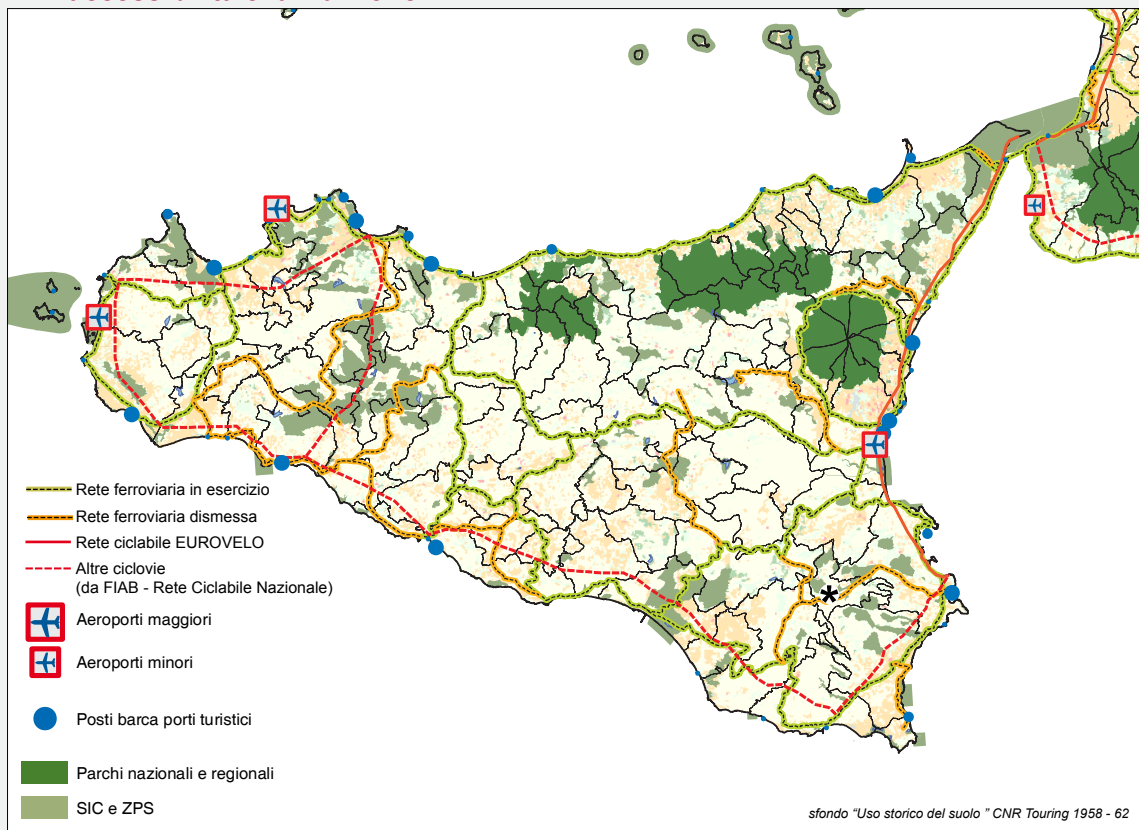 Rete ferroviaria in esercizio
Rete ferroviaria dismessa
Rete ciclabile EUROVELO
Altre ciclovie
(da FIAB - Rete Ciclabile Nazionale)
Aeroporti maggiori
Aeroporti minori
Posti barca porti turistici
Parchi nazionali e regionali
SIC e ZPS
sfondo “Uso storico del suolo ” CNR Touring 1958 - 62